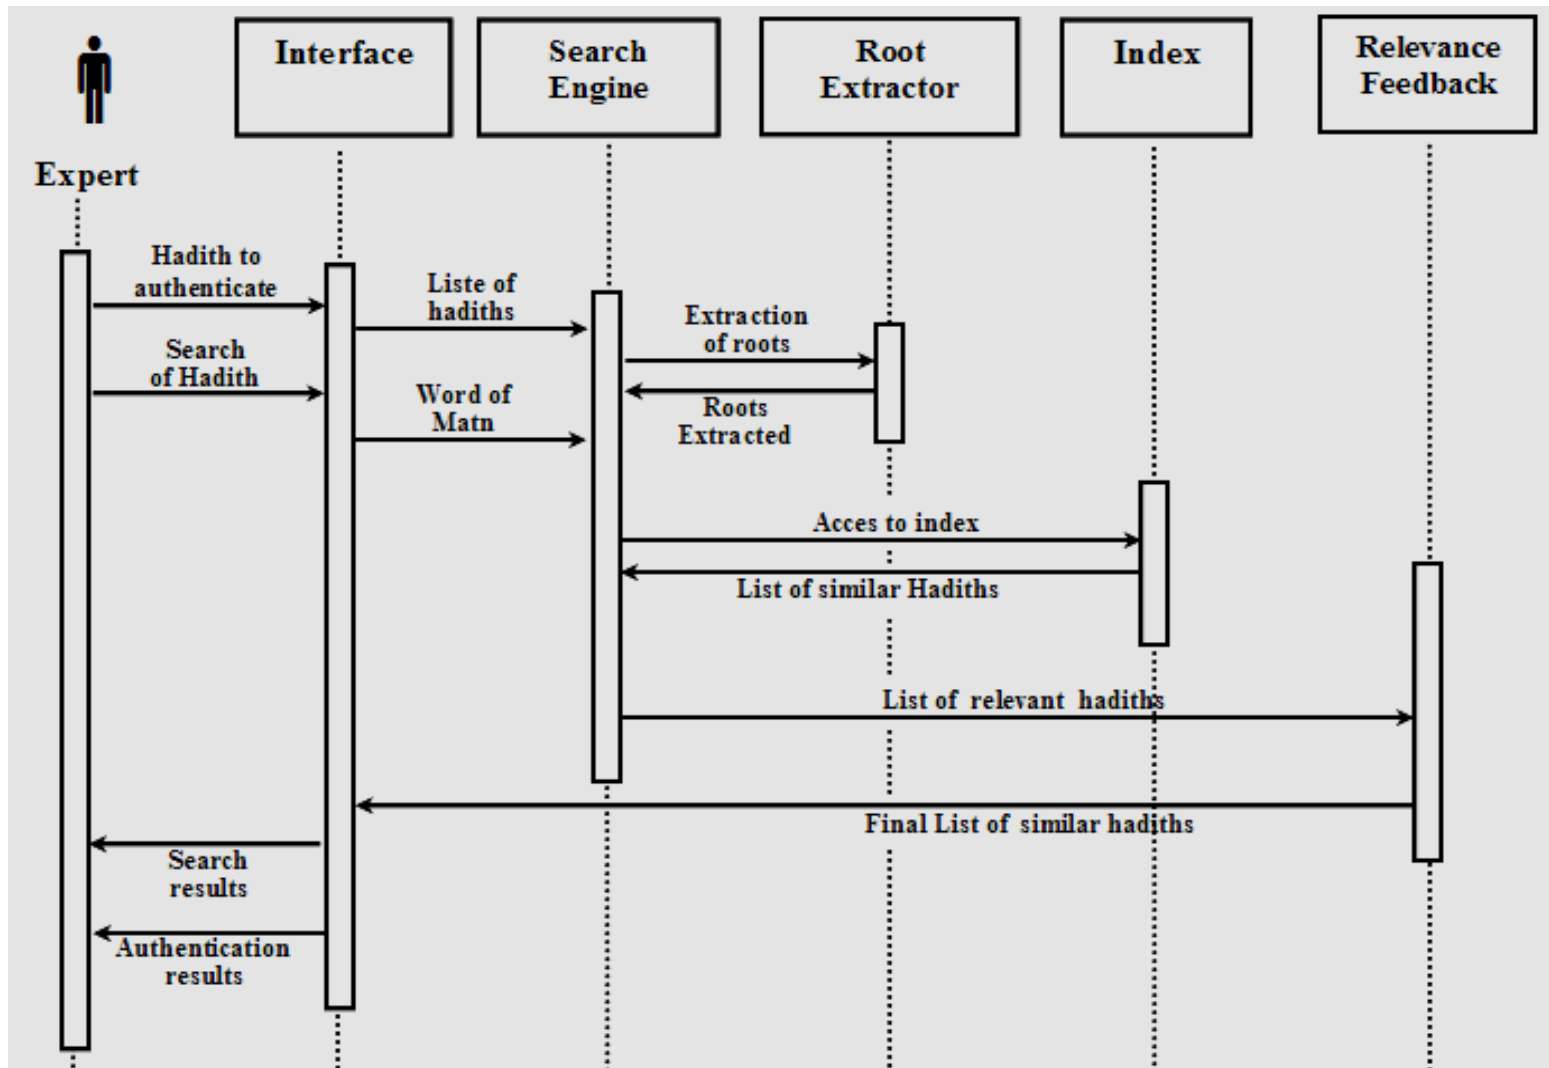 Interface
Search
Engine
Root
Extractor
Index
Relevance
Feedback
Expert
Hadith to
authenticate
Liste of
hadiths
Extraction
of roots
Search
of Hadith
Word of
Matn
Roots
Extracted
Acces to index
List of similar Hadiths
List of relevant hadiths
Final List of similar hadiths
Search
results
Authentication
results